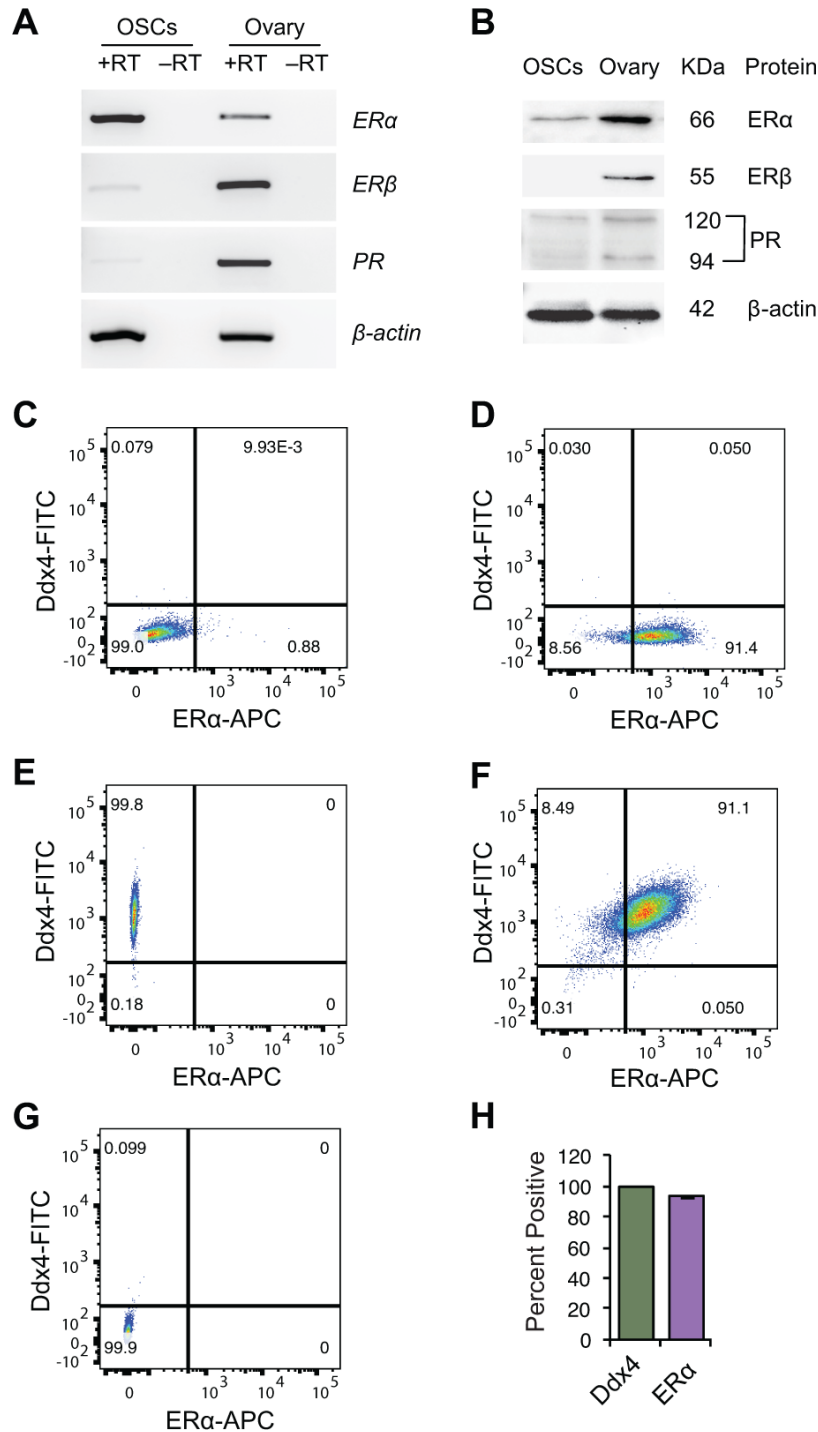 A
OSCs Ovary
+RT –RT +RT –RT
ERα
ERβ
PR
β-actin
B
OSCs Ovary KDa Protein
66 ERα
55 ERβ
120
PR
94
42 β-actin
C
0.079 9.93E-3
99.0 0.88
10^5
10^4
10^3
10^2
0
-10^2
Ddx4-FITC
0 10^3 10^4 10^5
ERα-APC
D
0.030 0.050
8.56 91.4
10^5
10^4
10^3
10^2
0
-10^2
Ddx4-FITC
0 10^3 10^4 10^5
ERα-APC
E
99.8 0
0.18 0
10^5
10^4
10^3
10^2
0
-10^2
Ddx4-FITC
0 10^3 10^4 10^5
ERα-APC
F
8.49 91.1
0.31 0.050
10^5
10^4
10^3
10^2
0
-10^2
Ddx4-FITC
0 10^3 10^4 10^5
ERα-APC
G
0.099 0
99.9 0
10^5
10^4
10^3
10^2
0
-10^2
Ddx4-FITC
0 10^3 10^4 10^5
ERα-APC
H
120
100
80
60
40
20
0
Percent Positive
Ddx4 ERα